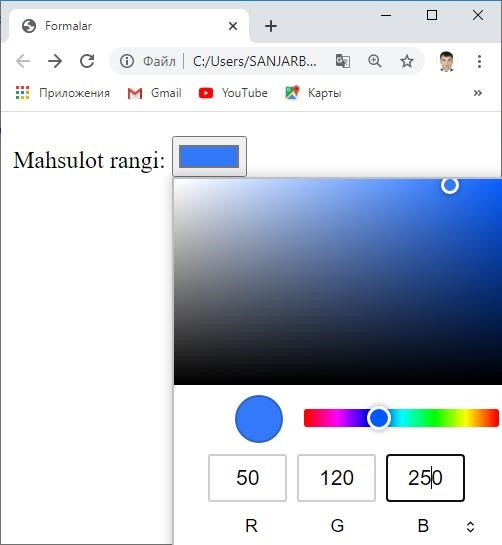 Formalar
Файл C:/Users/SANJARB...
Приложения Gmail YouTube Карты
Mahsulot rangi:
50 120 250
R G B